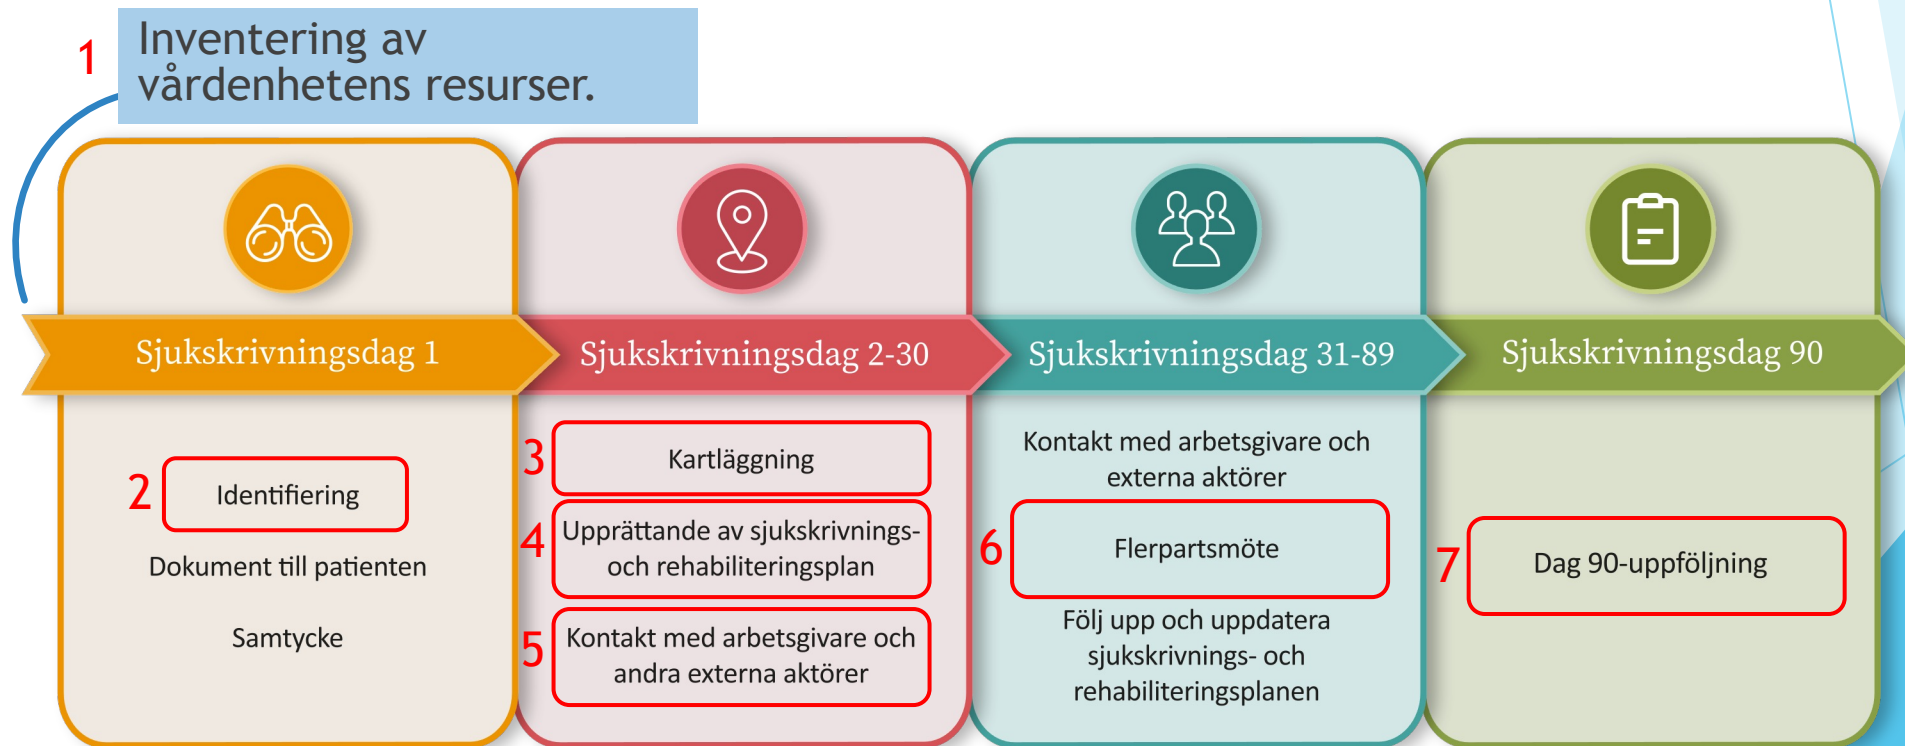 1
Inventering av
vårdenhetens resurser.
Sjukskrivningsdag 1
2
Identifiering
Dokument till patienten
Samtycke
Sjukskrivningsdag 2-30
3
Kartläggning
4
Upprättande av sjukskrivnings-
och rehabiliteringsplan
5
Kontakt med arbetsgivare och
andra externa aktörer
Sjukskrivningsdag 31-89
Kontakt med arbetsgivare och
externa aktörer
6
Flerpartsmöte
Följ upp och uppdatera
sjukskrivnings- och
rehabiliteringsplanen
Sjukskrivningsdag 90
7
Dag 90-uppföljning